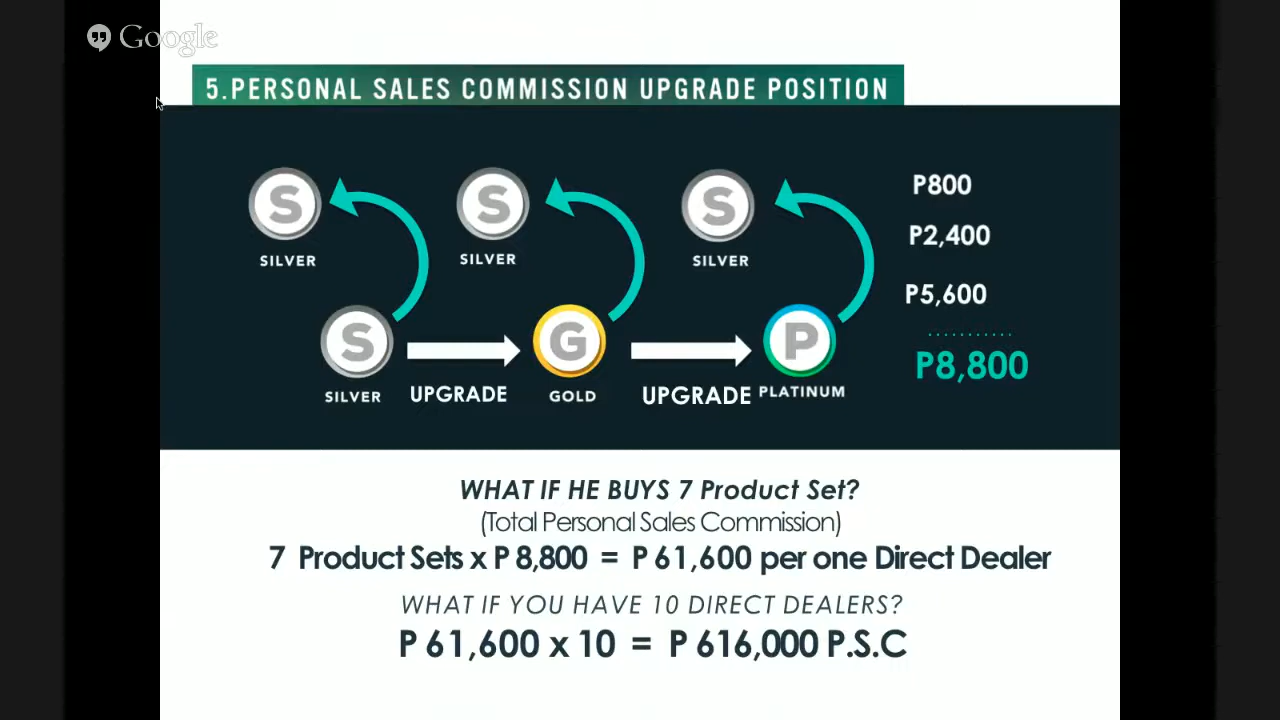 Google
5.PERSONAL SALES COMMISSION UPGRADE POSITION
S
S
S
P800
SILVER
SILVER
SILVER
P2,400
P5,600
S
G
P
...........
P8,800
SILVER
UPGRADE
GOLD
UPGRADE
PLATINUM
WHAT IF HE BUYS 7 Product Set?
(Total Personal Sales Commission)
7 Product Sets x P 8,800 = P 61,600 per one Direct Dealer
WHAT IF YOU HAVE 10 DIRECT DEALERS?
P 61,600 x 10 = P 616,000 P.S.C